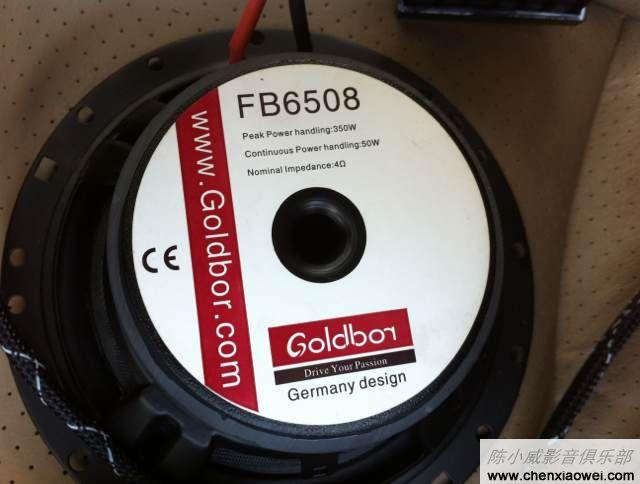 FB6508
Peak Power handling:350W
Continuous Power handling:50W
Nominal Impedance:4Ω
www.Goldbor.com
CE
Goldbor
Drive Your Passion
Germany design
陈小威影音俱乐部
www.chenxiaowei.com